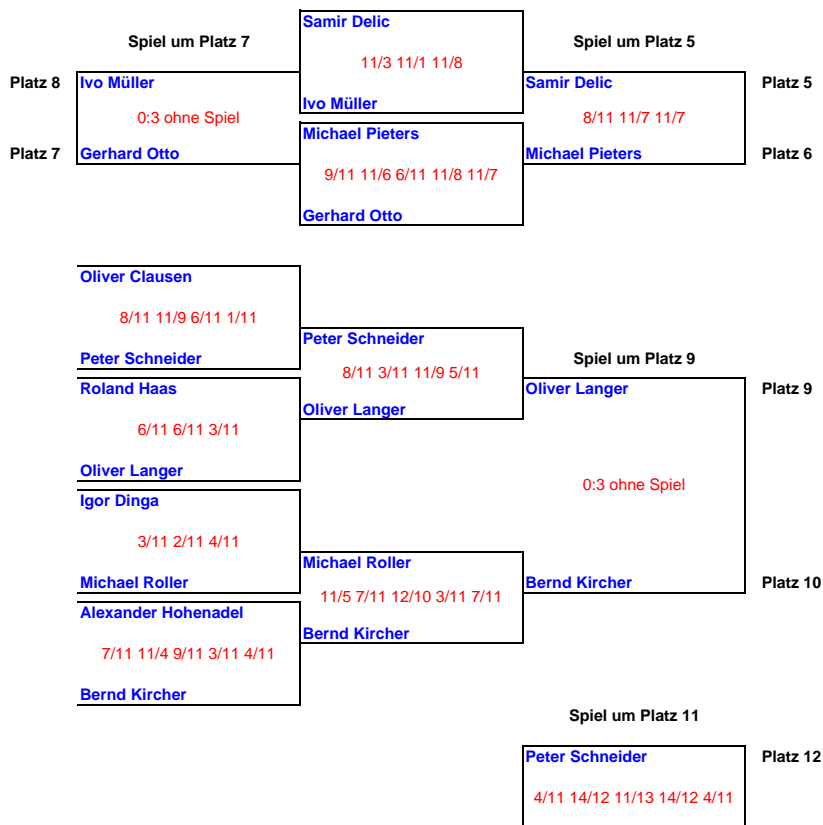 Samir Delic
Spiel um Platz 7
Spiel um Platz 5
11/3 11/1 11/8
Platz 8
Ivo Müller
Samir Delic
Platz 5
Ivo Müller
0:3 ohne Spiel
8/11 11/7 11/7
Michael Pieters
Platz 7
Gerhard Otto
Michael Pieters
Platz 6
9/11 11/6 6/11 11/8 11/7
Gerhard Otto
Oliver Clausen
8/11 11/9 6/11 1/11
Peter Schneider
Peter Schneider
Spiel um Platz 9
8/11 3/11 11/9 5/11
Roland Haas
Oliver Langer
Platz 9
Oliver Langer
6/11 6/11 3/11
Oliver Langer
0:3 ohne Spiel
Igor Dinga
3/11 2/11 4/11
Michael Roller
Michael Roller
Bernd Kircher
Platz 10
11/5 7/11 12/10 3/11 7/11
Alexander Hohenadel
Bernd Kircher
7/11 11/4 9/11 3/11 4/11
Bernd Kircher
Spiel um Platz 11
Peter Schneider
Platz 12
4/11 14/12 11/13 14/12 4/11